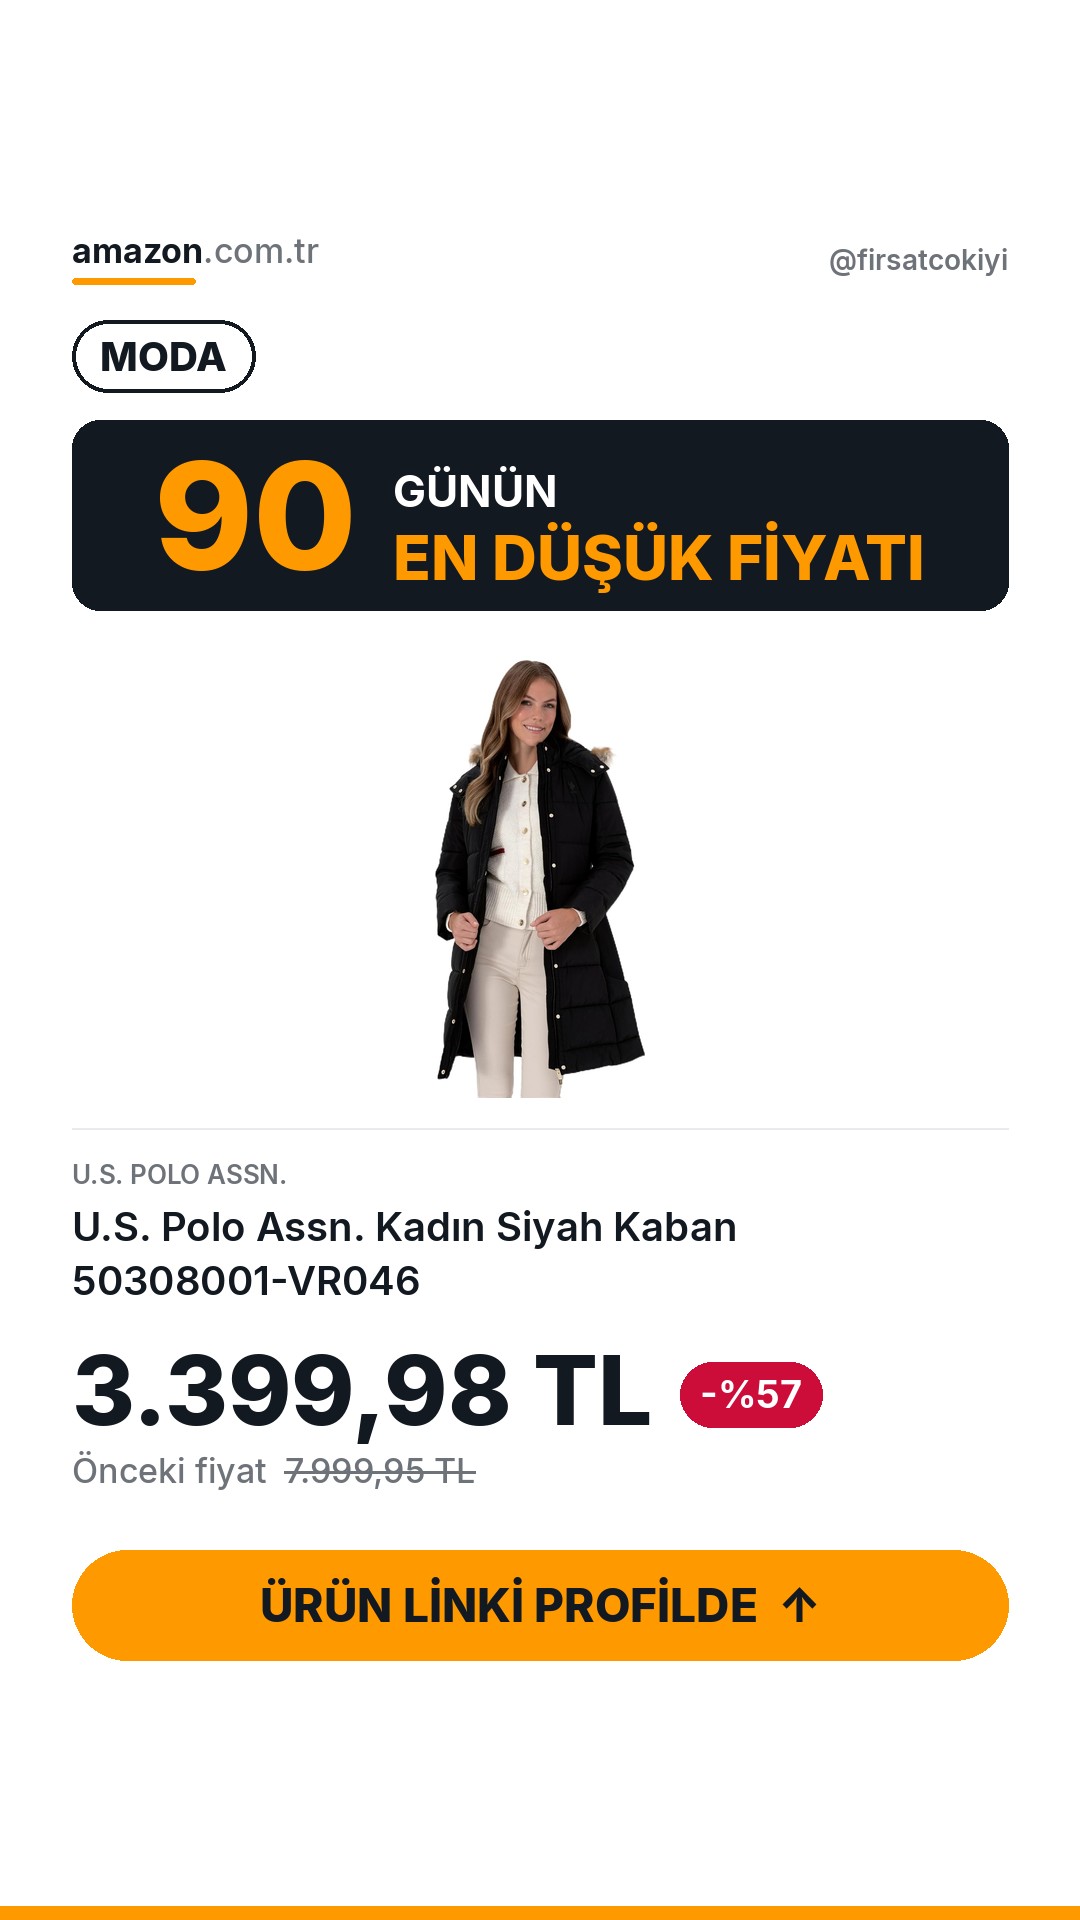 amazon.com.tr
@firsatcokiyi
MODA
90
GÜNÜN
EN DÜŞÜK FİYATI
U.S. POLO ASSN.
U.S. Polo Assn. Kadın Siyah Kaban
50308001-VR046
3.399,98 TL
-%57
Önceki fiyat 7.999,95 TL
ÜRÜN LİNKİ PROFİLDE ↑